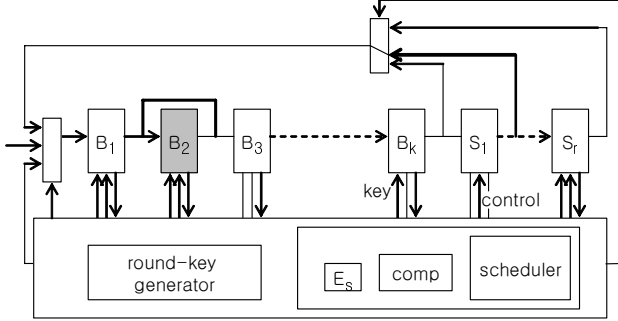 B1 B2 B3 Bk S1 Sr
key control
round-key
generator
Es comp scheduler